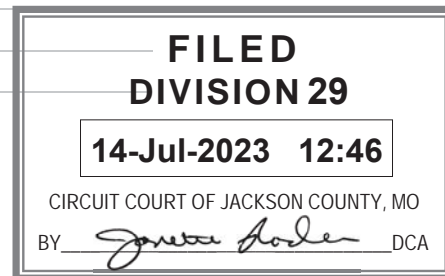 FILED
DIVISION 29
14-Jul-2023 12:46
CIRCUIT COURT OF JACKSON COUNTY, MO
BY DCA